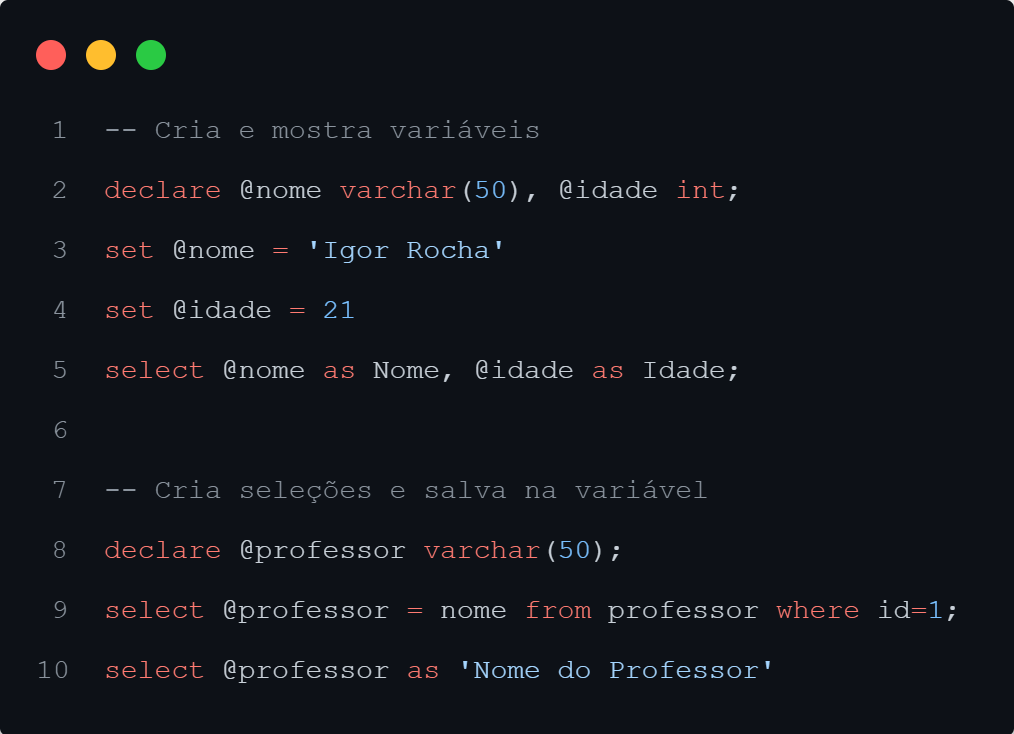 1 -- Cria e mostra variáveis
2 declare @nome varchar(50), @idade int;
3 set @nome = 'Igor Rocha'
4 set @idade = 21
5 select @nome as Nome, @idade as Idade;
6
7 -- Cria seleções e salva na variável
8 declare @professor varchar(50);
9 select @professor = nome from professor where id=1;
10 select @professor as 'Nome do Professor'